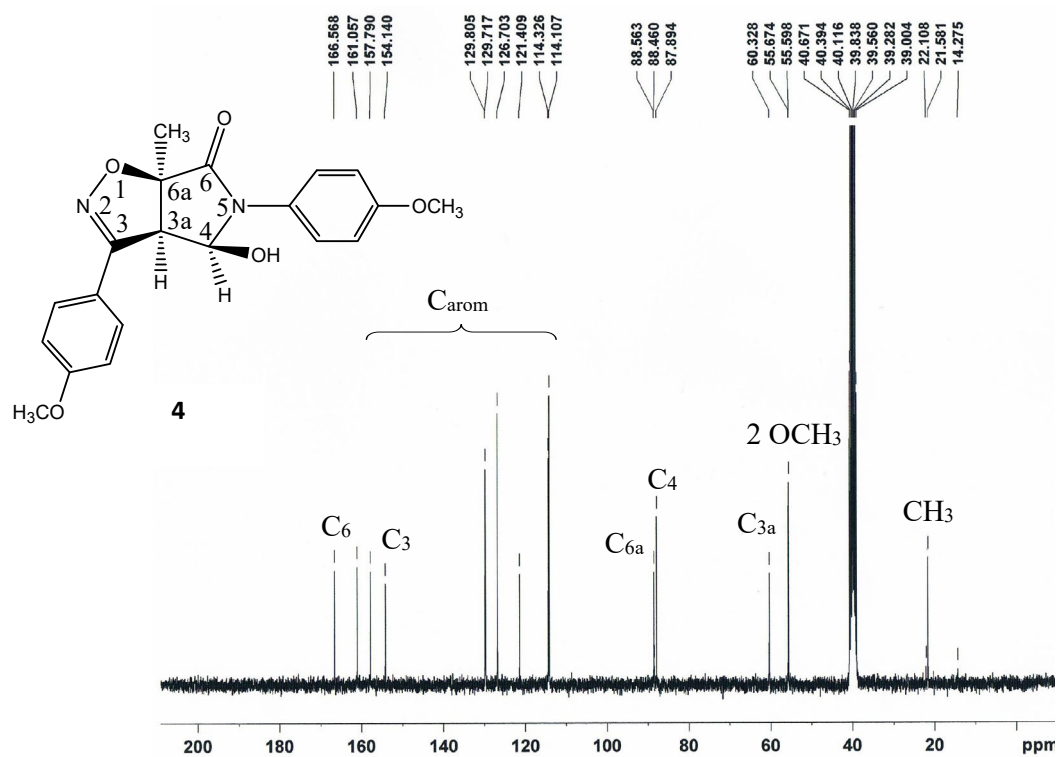 166.568
161.057
157.790
154.140
129.805
129.717
126.703
121.409
114.326
114.107
88.563
88.460
87.894
60.328
55.674
55.598
40.671
40.394
40.116
39.838
39.560
39.282
39.004
22.108
21.581
14.275
CH3
O
O
1
6a
6
N
2
N
5
3
3a
4
OCH3
OH
H
H
H3CO
4
Carom
C6
C3
C6a
C4
C3a
2 OCH3
CH3
200 180 160 140 120 100 80 60 40 20 ppm